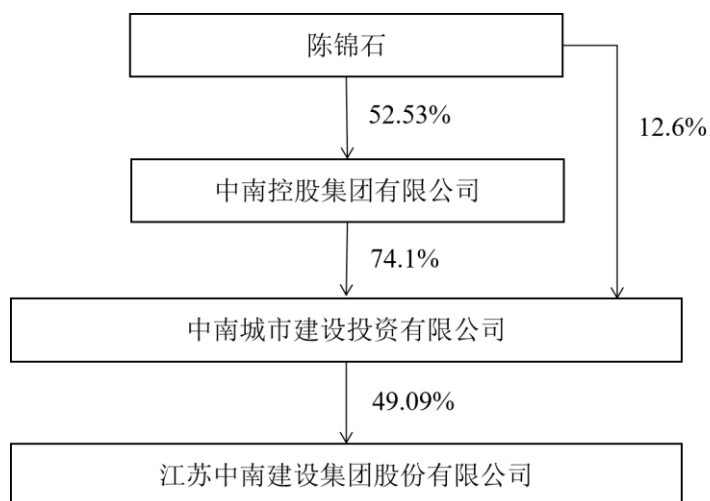 陈锦石
52.53%
12.6%
中南控股集团有限公司
74.1%
中南城市建设投资有限公司
49.09%
江苏中南建设集团股份有限公司